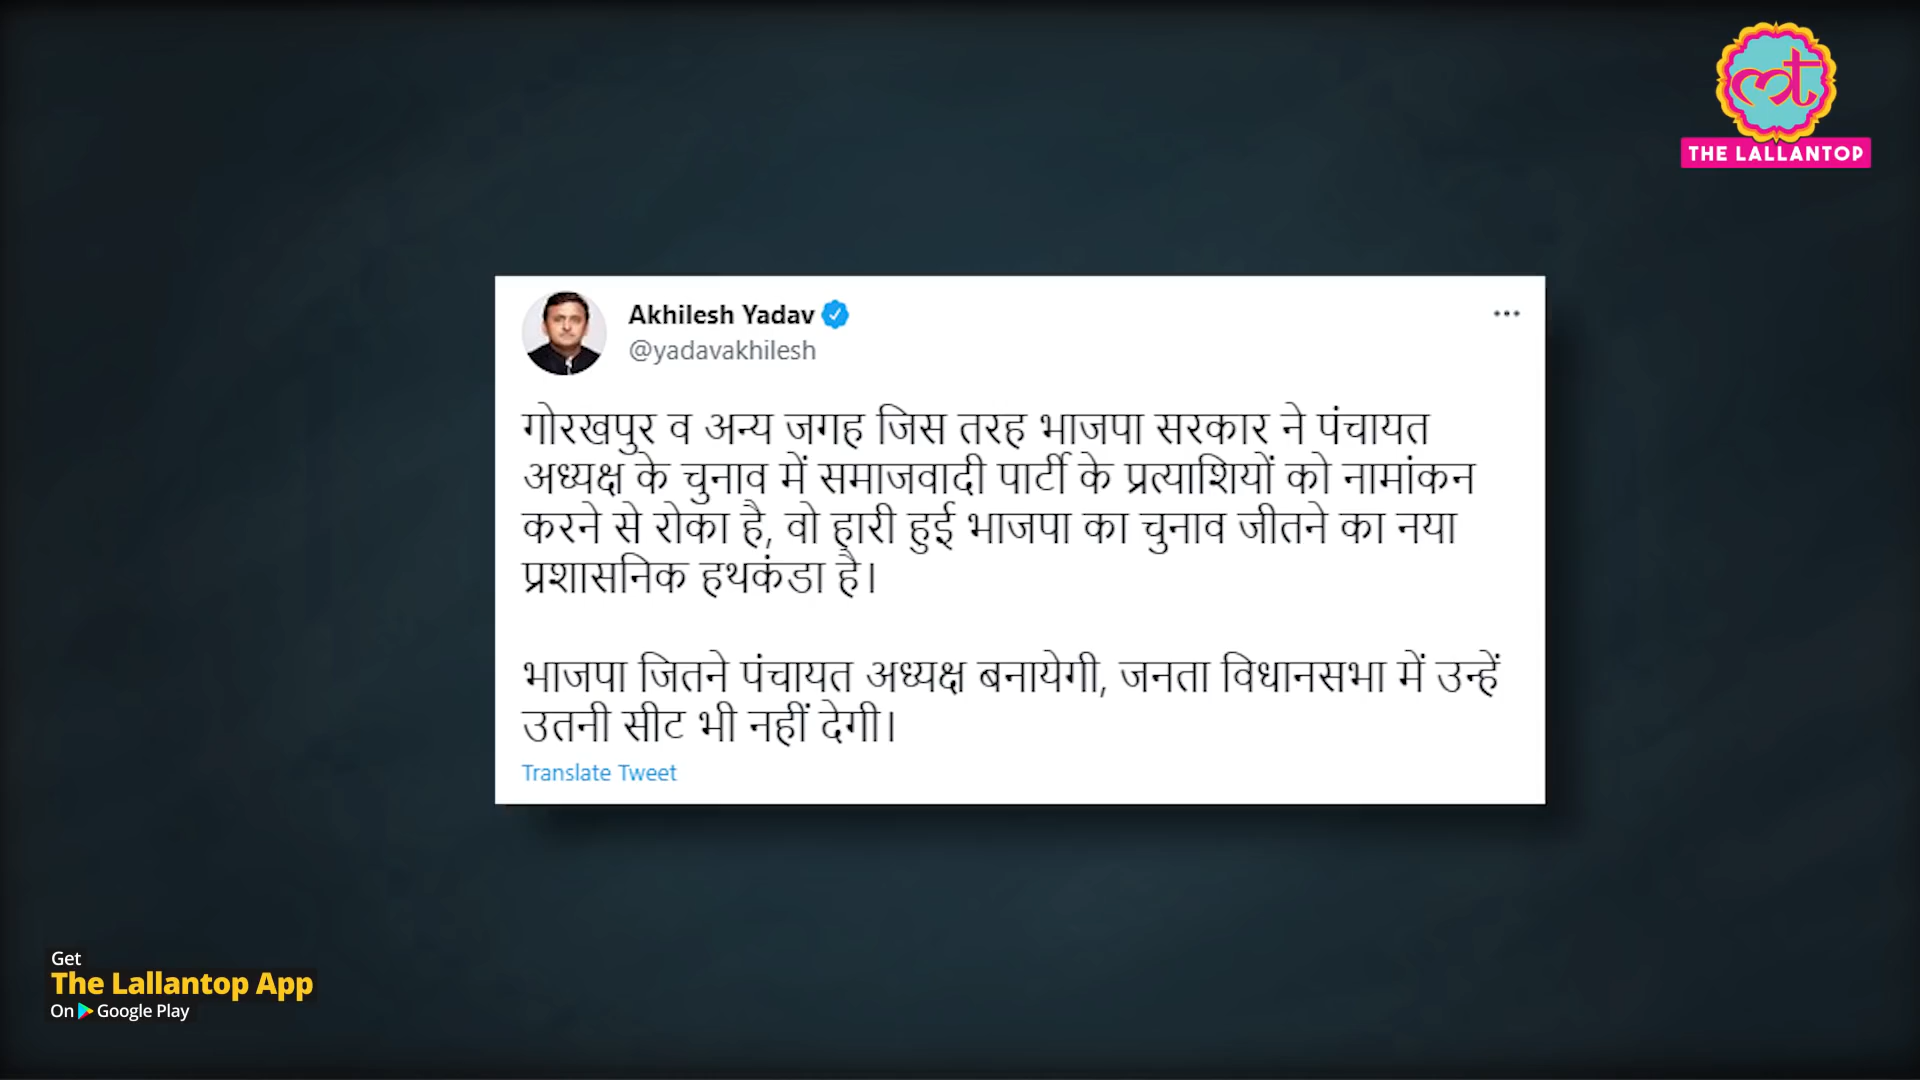 THE LALLANTOP
Akhilesh Yadav
@yadavakhilesh
गोरखपुर व अन्य जगह जिस तरह भाजपा सरकार ने पंचायत
अध्यक्ष के चुनाव में समाजवादी पार्टी के प्रत्याशियों को नामांकन
करने से रोका है, वो हारी हुई भाजपा का चुनाव जीतने का नया
प्रशासनिक हथकंडा है।
भाजपा जितने पंचायत अध्यक्ष बनायेगी, जनता विधानसभा में उन्हें
उतनी सीट भी नहीं देगी।
Translate Tweet
Get
The Lallantop App
On Google Play